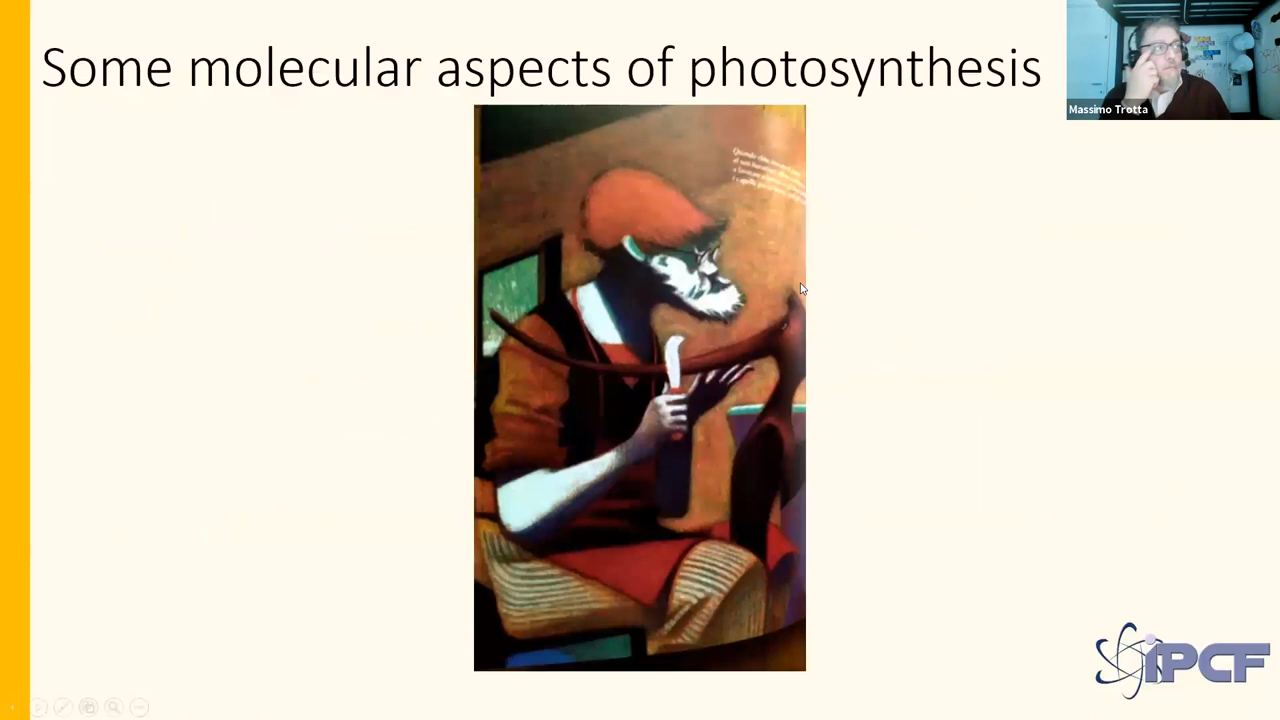 Some molecular aspects of photosynthesis
Massimo Trotta
iPCF